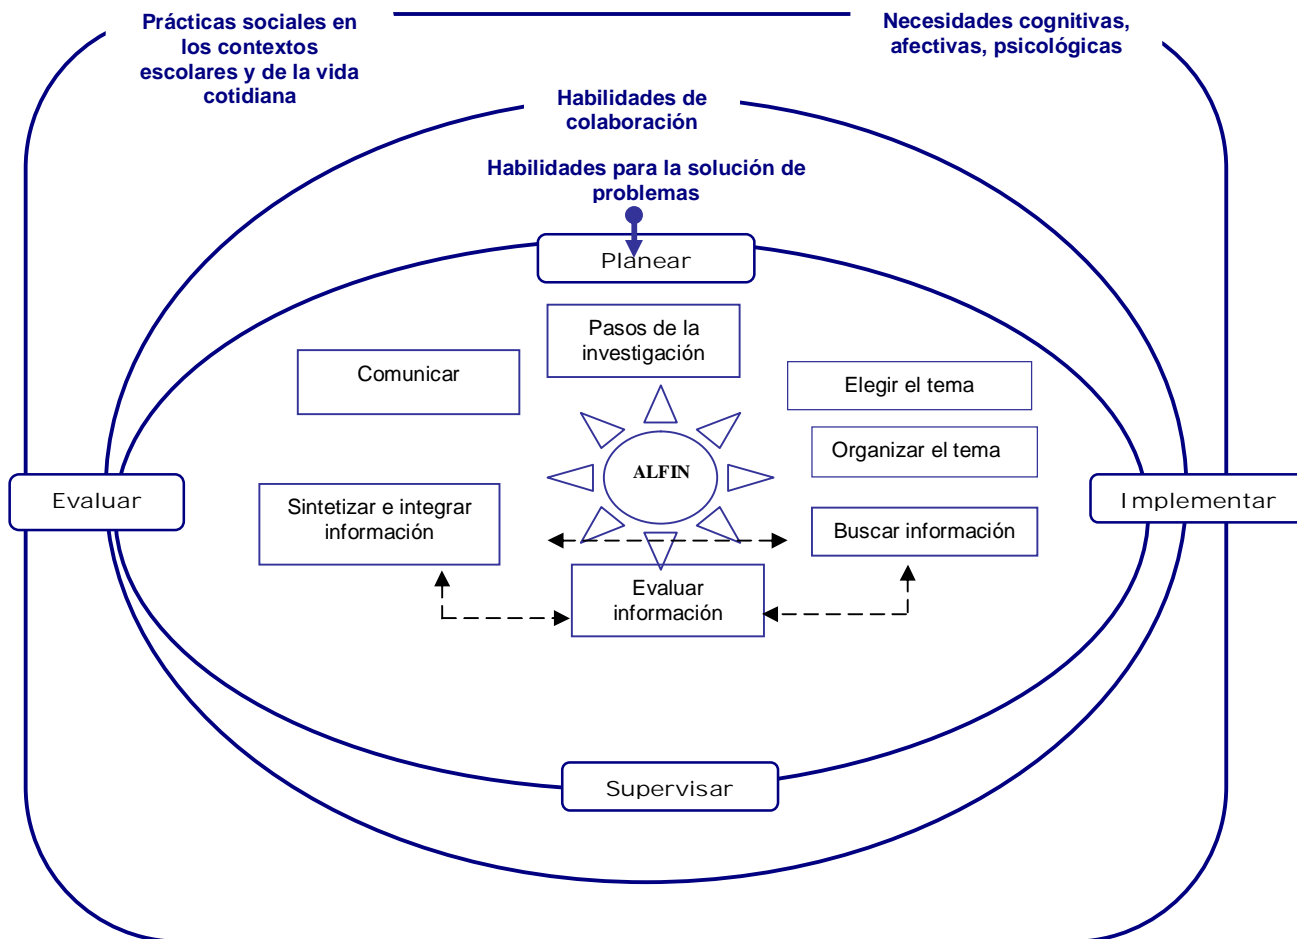 Prácticas sociales en
los contextos
escolares y de la vida
cotidiana
Necesidades cognitivas,
afectivas, psicológicas
Habilidades de
colaboración
Habilidades para la solución de
problemas
Planear
Pasos de la
investigación
Comunicar
Elegir el tema
Organizar el tema
ALFIN
Evaluar
Sintetizar e integrar
información
Buscar información
Implementar
Evaluar
información
Supervisar